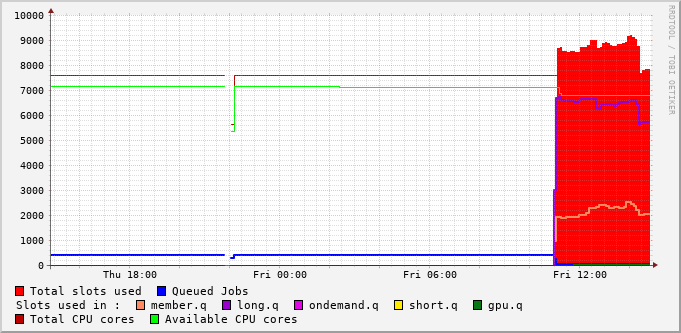 10000
9000
8000
7000
6000
5000
4000
3000
2000
1000
0
Thu 18:00 Fri 00:00 Fri 06:00 Fri 12:00
Total slots used Queued Jobs
Slots used in : member.q long.q ondemand.q short.q gpu.q
Total CPU cores Available CPU cores
RRDTOOL / TOBI OETIKER